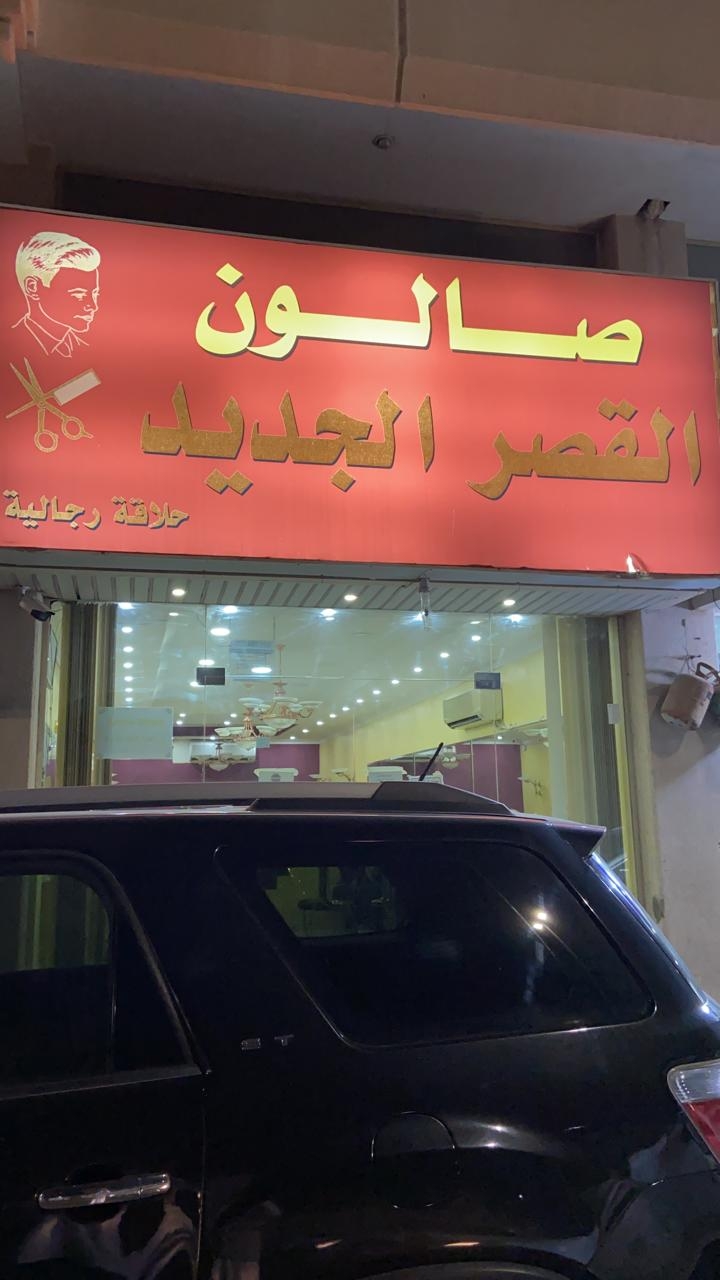 صالون
القصر الجديد
حلاقة رجالية